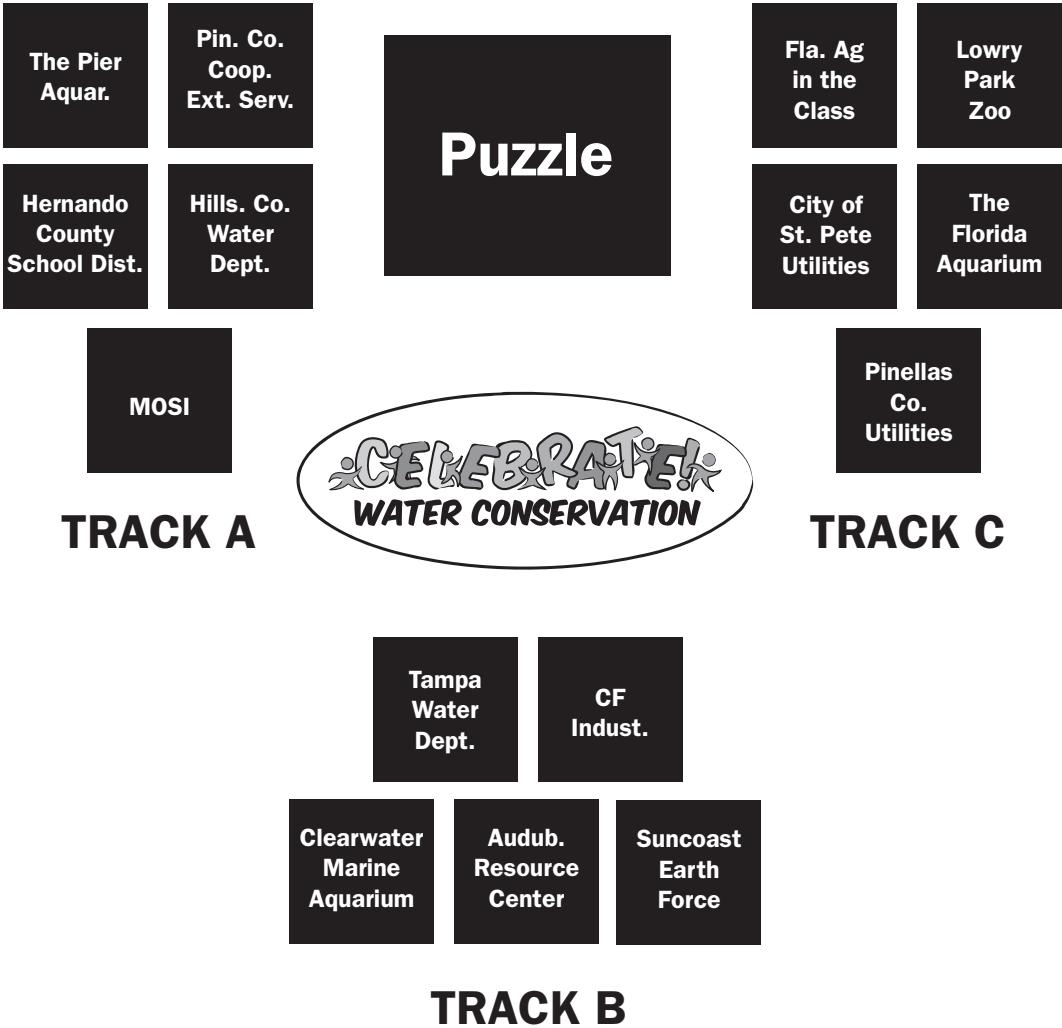 The Pier
Aquar.
Pin. Co.
Coop.
Ext. Serv.
Hernando
County
School Dist.
Hills. Co.
Water
Dept.
MOSI
TRACK A
Puzzle
CELEBRATE!
WATER CONSERVATION
Fla. Ag
in the
Class
Lowry
Park
Zoo
City of
St. Pete
Utilities
The
Florida
Aquarium
Pinellas
Co.
Utilities
TRACK C
Tampa
Water
Dept.
CF
Indust.
Clearwater
Marine
Aquarium
Audub.
Resource
Center
Suncoast
Earth
Force
TRACK B